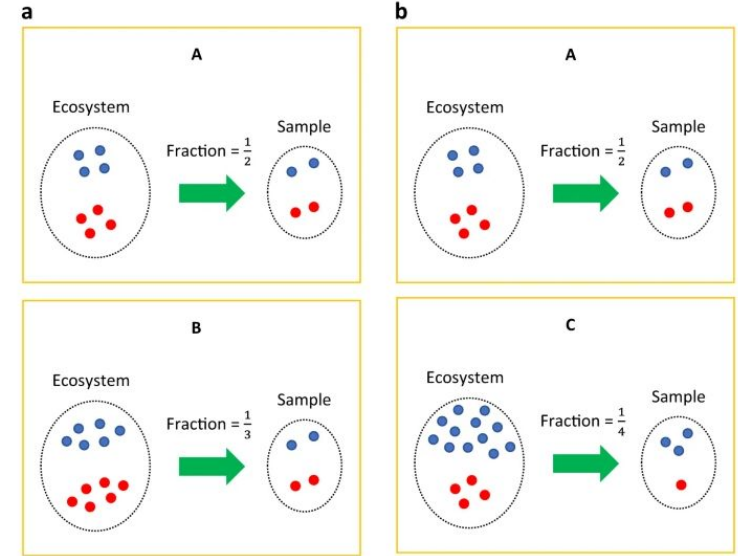 a
A
Ecosystem
Fraction = 1/2
Sample
B
Ecosystem
Fraction = 1/3
Sample
b
A
Ecosystem
Fraction = 1/2
Sample
C
Ecosystem
Fraction = 1/4
Sample